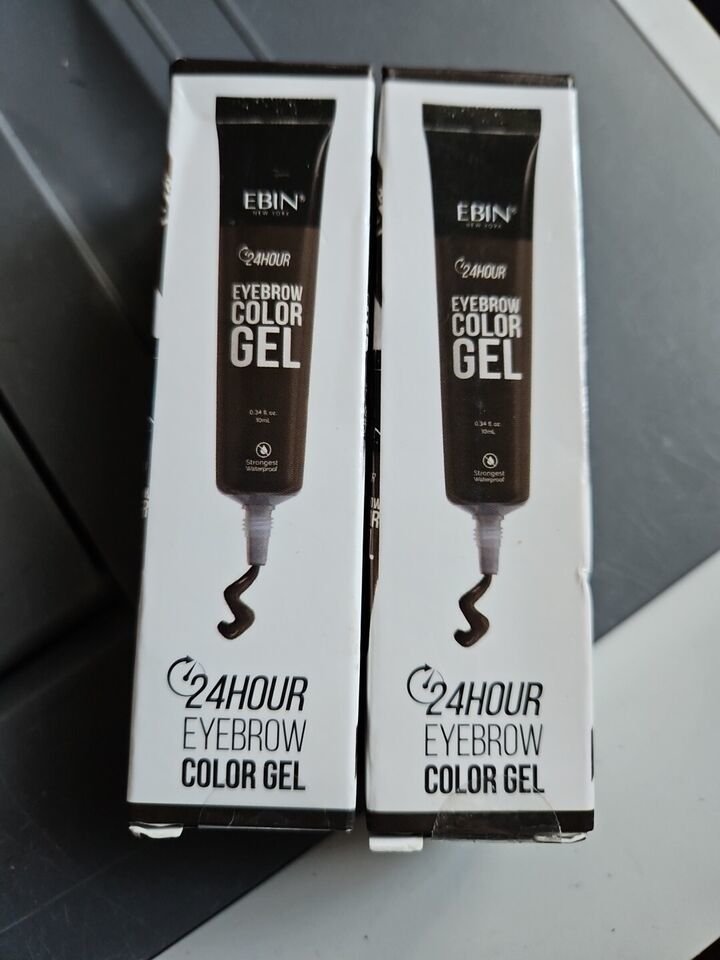 EBIN®
NEW YORK
24HOUR
EYEBROW
COLOR
GEL
0.34 fl. oz.
10mL
Strongest
Waterproof
24HOUR
EYEBROW
COLOR GEL
EBIN®
NEW YORK
24HOUR
EYEBROW
COLOR
GEL
0.34 fl. oz.
10mL
Strongest
Waterproof
24HOUR
EYEBROW
COLOR GEL